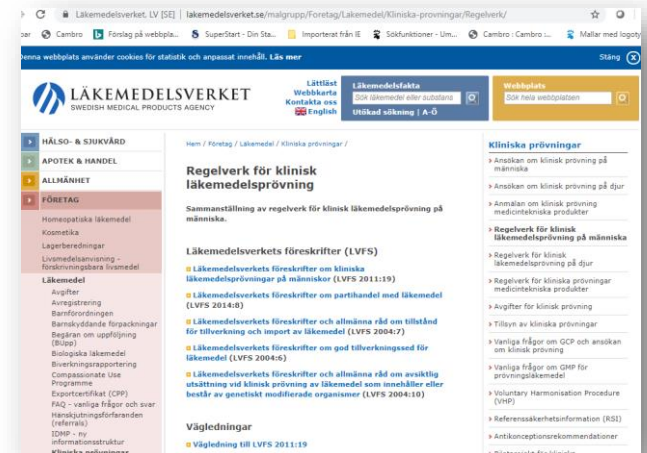 Läkemedelsverket, LV [SE] | lakemedelsverket.se/malgrupp/Foretag/Lakemedel/Kliniska-provningar/Regelverk/
Cambro
Förslag på webbpla...
SuperStart - Din Sta...
Importerat från IE
Sökfunktioner - Um...
Cambro : Cambro :...
Mallar med logoty
Denna webbplats använder cookies för statistik och anpassat innehåll. Läs mer
Stäng
LÄKEMEDELSVERKET
SWEDISH MEDICAL PRODUCTS AGENCY
Lättläst
Webbkarta
Kontakta oss
English
Läkemedelsfakta
Sök läkemedel eller substans
Utökad sökning | A-Ö
Webbplats
Sök hela webbplatsen
HÄLSO- & SJUKVÅRD
APOTEK & HANDEL
ALLMÄNHET
FÖRETAG
Homeopatiska läkemedel
Kosmetika
Lagerberedningar
Livsmedelsanvisning -
förskrivningsbara livsmedel
Läkemedel
Avgifter
Avregistrering
Barnförordningen
Barnskyddande förpackningar
Begäran om uppföljning
(BUpp)
Biologiska läkemedel
Biverkningsrapportering
Compassionate Use
Programme
Exportcertifikat (CPP)
FAQ - vanliga frågor och svar
Hänskjutningsförfaranden
(referrals)
IDMP - ny
informationsstruktur
Kliniska prövningar
Hem / Företag / Läkemedel / Kliniska prövningar /
Regelverk för klinisk
läkemedelsprövning
Sammanställning av regelverk för klinisk läkemedelsprövning på
människa.
Läkemedelsverkets föreskrifter (LVFS)
Läkemedelsverkets föreskrifter om kliniska
läkemedelsprövningar på människor (LVFS 2011:19)
Läkemedelsverkets föreskrifter om partihandel med läkemedel
(LVFS 2014:8)
Läkemedelsverkets föreskrifter och allmänna råd om tillstånd
för tillverkning och import av läkemedel (LVFS 2004:7)
Läkemedelsverkets föreskrifter om god tillverkningssed för
läkemedel (LVFS 2004:6)
Läkemedelsverkets föreskrifter och allmänna råd om avsiktlig
utsättning vid klinisk prövning av läkemedel som innehåller eller
består av genetiskt modifierade organismer (LVFS 2004:10)
Vägledningar
Vägledning till LVFS 2011:19
Kliniska prövningar
Ansökan om klinisk prövning på
människa
Ansökan om klinisk prövning på djur
Anmälan om klinisk prövning
medicintekniska produkter
Regelverk för klinisk
läkemedelsprövning på människa
Regelverk för klinisk
läkemedelsprövning på djur
Regelverk för kliniska prövningar
medicintekniska produkter
Avgifter för klinisk prövning
Tillsyn av kliniska prövningar
Vanliga frågor om GCP och ansökan
om klinisk prövning
Vanliga frågor om GMP för
prövningsläkemedel
Voluntary Harmonisation Procedure
(VHP)
Referenssäkerhetsinformation (RSI)
Antikonceptionsrekommendationer